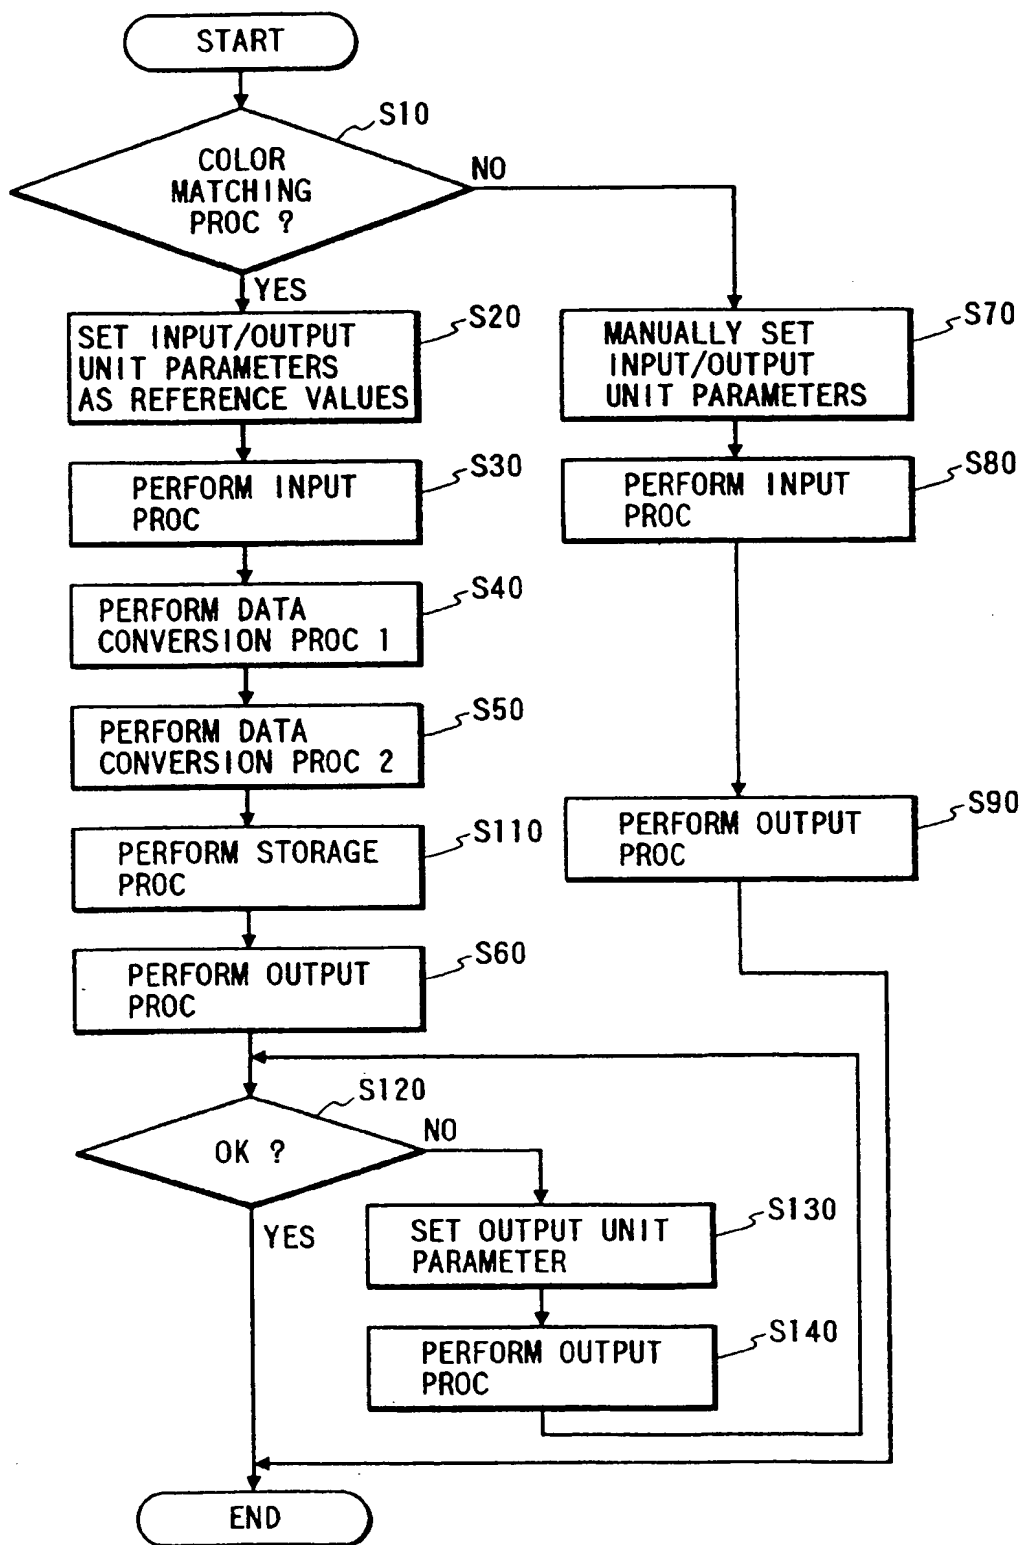 START
S10
COLOR
MATCHING
PROC ?
NO
YES
S20
SET INPUT/OUTPUT
UNIT PARAMETERS
AS REFERENCE VALUES
S70
MANUALLY SET
INPUT/OUTPUT
UNIT PARAMETERS
S30
PERFORM INPUT
PROC
S80
PERFORM INPUT
PROC
S40
PERFORM DATA
CONVERSION PROC 1
S50
PERFORM DATA
CONVERSION PROC 2
S90
PERFORM OUTPUT
PROC
S110
PERFORM STORAGE
PROC
S60
PERFORM OUTPUT
PROC
S120
OK ?
NO
YES
S130
SET OUTPUT UNIT
PARAMETER
S140
PERFORM OUTPUT
PROC
END